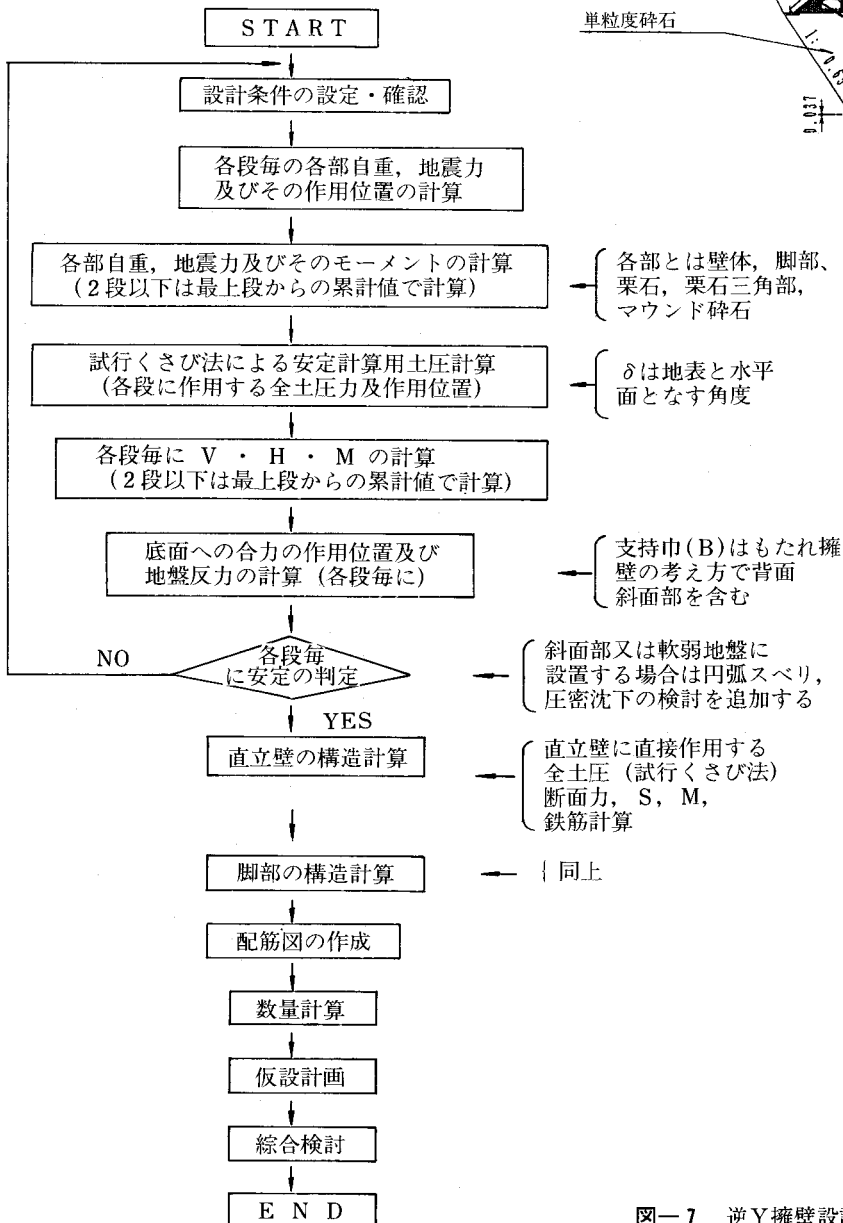 START
単粒度砕石
設計条件の設定・確認
各段毎の各部自重，地震力
及びその作用位置の計算
各部自重，地震力及びそのモーメントの計算
(2段以下は最上段からの累計値で計算)
各部とは壁体，脚部、
栗石，栗石三角部，
マウンド砕石
試行くさび法による安定計算用土圧計算
(各段に作用する全土圧力及作用位置)
δは地表と水平
面となす角度
各段毎に V・H・M の計算
(2段以下は最上段からの累計値で計算)
底面への合力の作用位置及び
地盤反力の計算 (各段毎に)
支持巾(B)はもたれ擁
壁の考え方で背面
斜面部を含む
各段毎
に安定の判定
NO
YES
斜面部又は軟弱地盤に
設置する場合は円弧スベリ，
圧密沈下の検討を追加する
直立壁の構造計算
直立壁に直接作用する
全土圧 (試行くさび法)
断面力，S，M，
鉄筋計算
脚部の構造計算
同上
配筋図の作成
数量計算
仮設計画
綜合検討
END
0.037
図—7 逆Y擁壁設